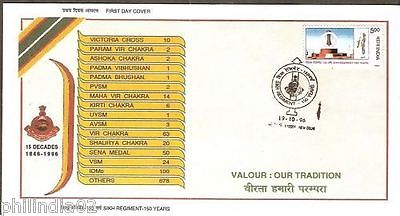 प्रथम दिवस आवरण FIRST DAY COVER
VICTORIA CROSS 10
PARAM VIR CHAKRA 2
ASHOKA CHAKRA 2
PADMA VIBHUSHAN 1
PADMA BHUSHAN 1
PVSM 2
MAHA VIR CHAKRA 14
KIRTI CHAKRA 6
UYSM 1
AVSM 3
VIR CHAKRA 63
SHAURYA CHAKRA 20
SENA MEDAL 50
VSM 24
IOMs 100
Others 678
15 DECADES
1846-1996
5.00
19-10-96
NEW DELHI
VALOUR : OUR TRADITION
वीरता हमारी परम्परा
SIKH REGIMENT-150 YEARS
philindia02